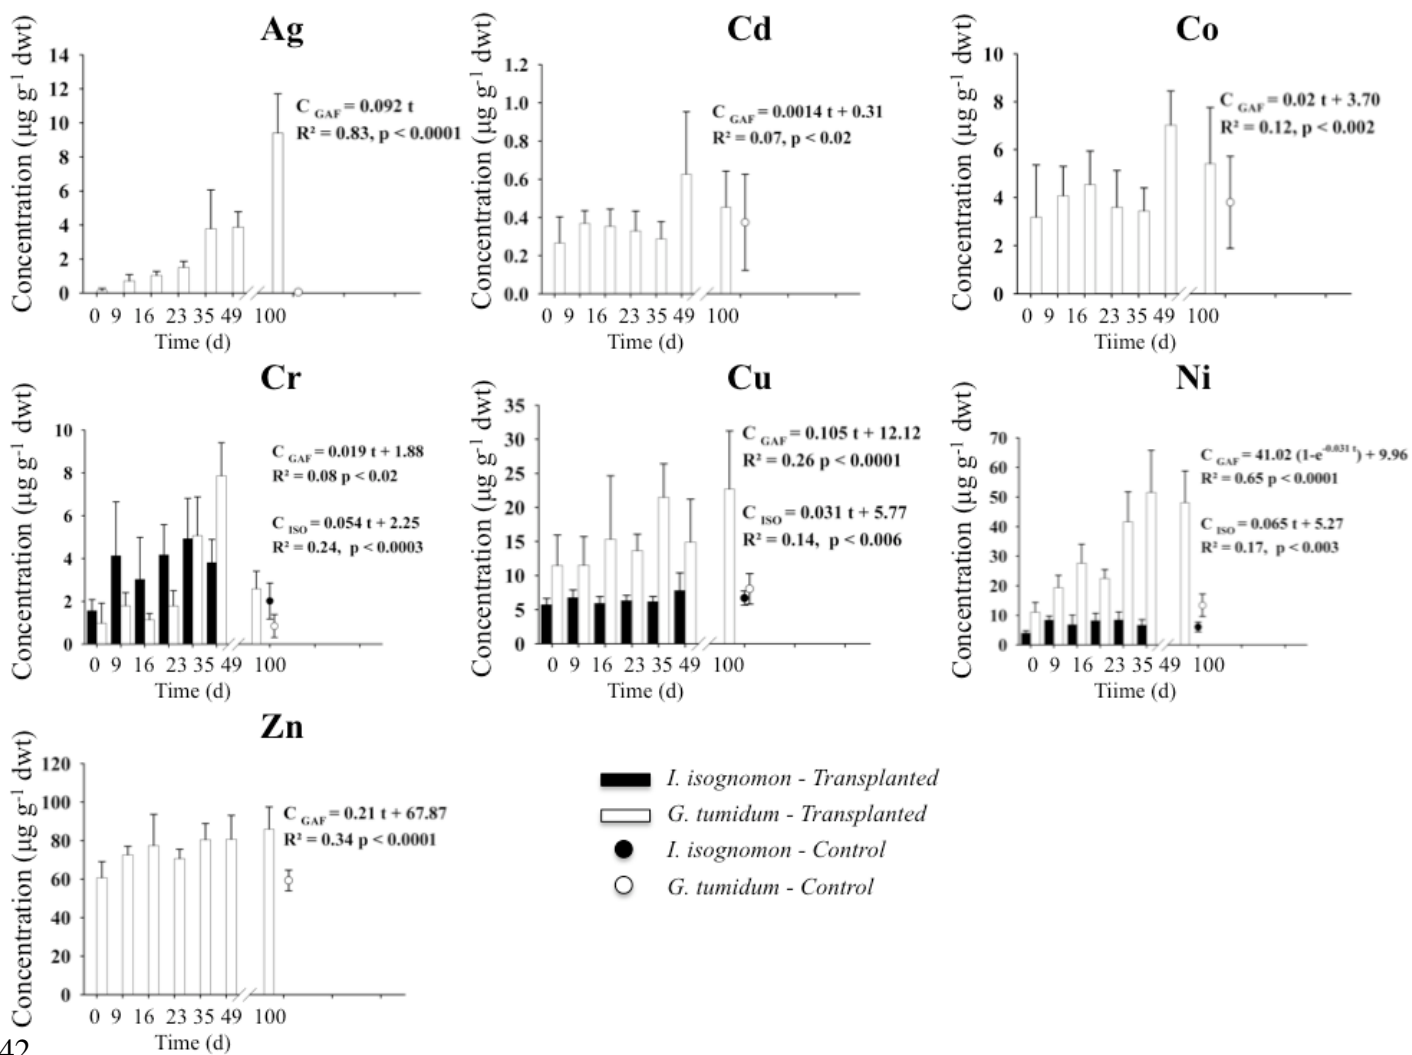 Ag
Concentration (µg g⁻¹ dwt)
14
12
10
8
6
4
2
0
C GAF = 0.092 t
R² = 0.83, p < 0.0001
0 9 16 23 35 49 100
Time (d)
Cd
Concentration (µg g⁻¹ dwt)
1.2
1.0
0.8
0.6
0.4
0.2
0.0
C GAF = 0.0014 t + 0.31
R² = 0.07, p < 0.02
0 9 16 23 35 49 100
Time (d)
Co
Concentration (µg g⁻¹ dwt)
10
8
6
4
2
0
C GAF = 0.02 t + 3.70
R² = 0.12, p < 0.002
0 9 16 23 35 49 100
Tiime (d)
Cr
Concentration (µg g⁻¹ dwt)
10
8
6
4
2
0
C GAF = 0.019 t + 1.88
R² = 0.08 p < 0.02
C ISO = 0.054 t + 2.25
R² = 0.24, p < 0.0003
0 9 16 23 35 49 100
Time (d)
Cu
Concentration (µg g⁻¹ dwt)
35
30
25
20
15
10
5
0
C GAF = 0.105 t + 12.12
R² = 0.26 p < 0.0001
C ISO = 0.031 t + 5.77
R² = 0.14, p < 0.006
0 9 16 23 35 49 100
Time (d)
Ni
Concentration (µg g⁻¹ dwt)
70
60
50
40
30
20
10
0
C GAF = 41.02 (1-e⁻⁰·⁰³¹ ᵗ) + 9.96
R² = 0.65 p < 0.0001
C ISO = 0.065 t + 5.27
R² = 0.17, p < 0.003
0 9 16 23 35 49 100
Tiime (d)
Zn
Concentration (µg g⁻¹ dwt)
120
100
80
60
40
20
0
C GAF = 0.21 t + 67.87
R² = 0.34 p < 0.0001
0 9 16 23 35 49 100
Time (d)
I. isognomon - Transplanted
G. tumidum - Transplanted
I. isognomon - Control
G. tumidum - Control
42